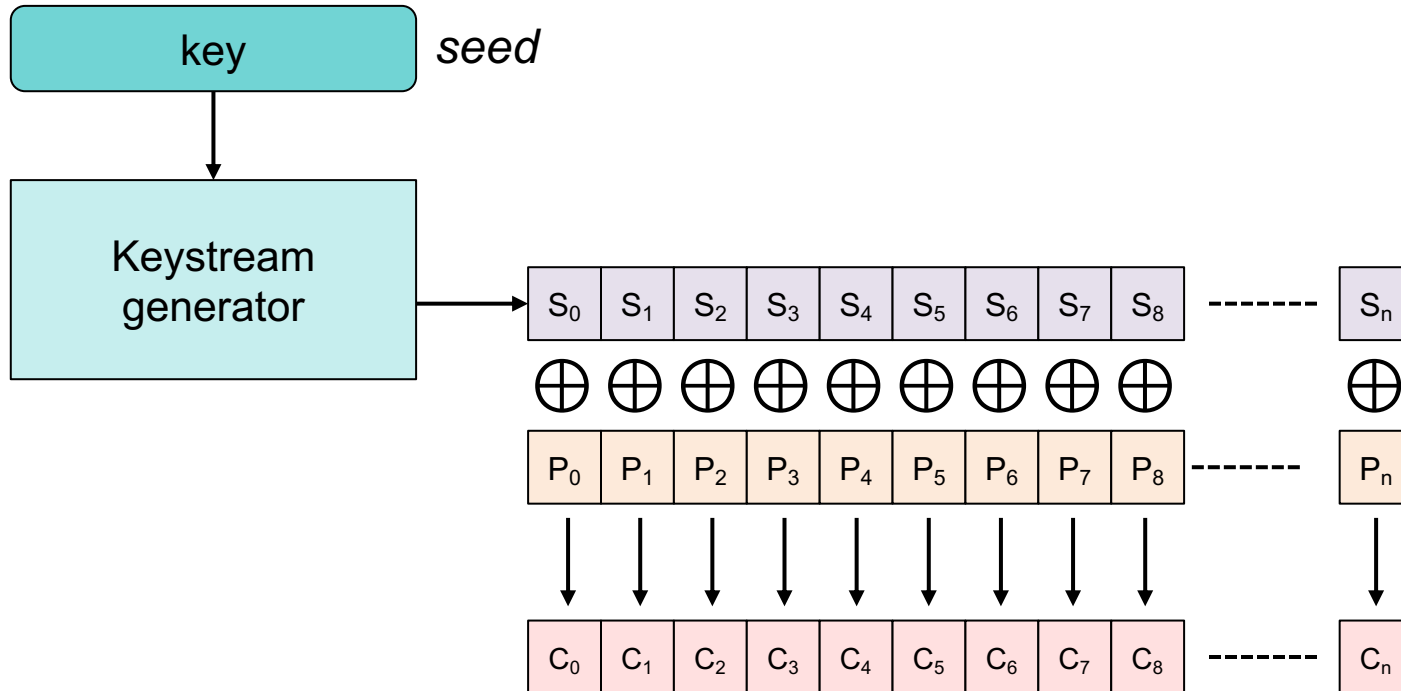 key
seed
Keystream
generator
S₀ S₁ S₂ S₃ S₄ S₅ S₆ S₇ S₈ Sₙ
P₀ P₁ P₂ P₃ P₄ P₅ P₆ P₇ P₈ Pₙ
C₀ C₁ C₂ C₃ C₄ C₅ C₆ C₇ C₈ Cₙ